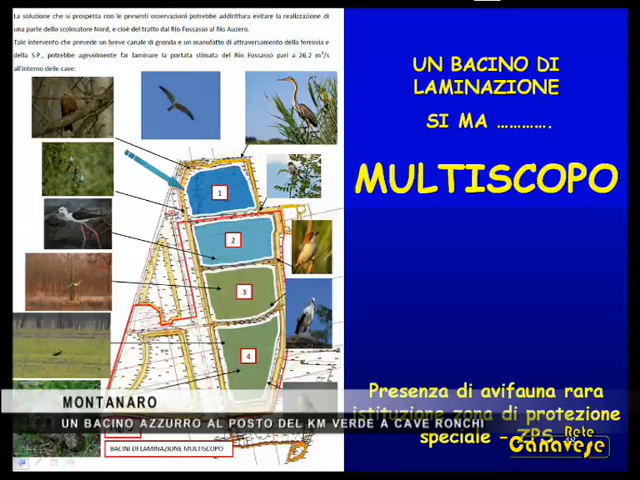 La soluzione che si prospetta con le presenti osservazioni potrebbe addirittura evitare la realizzazione di
una parte dello scolmatore Nord, e cioè del tratto dal Rio Fossasso al Rio Auzero.
Tale intervento che prevede un breve canale di gronda e un manufatto di attraversamento della ferrovia e
della S.P., potrebbe agevolmente far laminare la portata stimata del Rio Fossasso pari a 26.2 m³/s
all'interno delle cave.
UN BACINO DI
LAMINAZIONE
SI MA ………….
MULTISCOPO
1
2
3
4
Presenza di avifauna rara
istituzione zona di protezione
speciale - ZPS
MONTANARO
UN BACINO AZZURRO AL POSTO DEL KM VERDE A CAVE RONCHI
BACINI DI LAMINAZIONE MULTISCOPO
Rete
Canavese